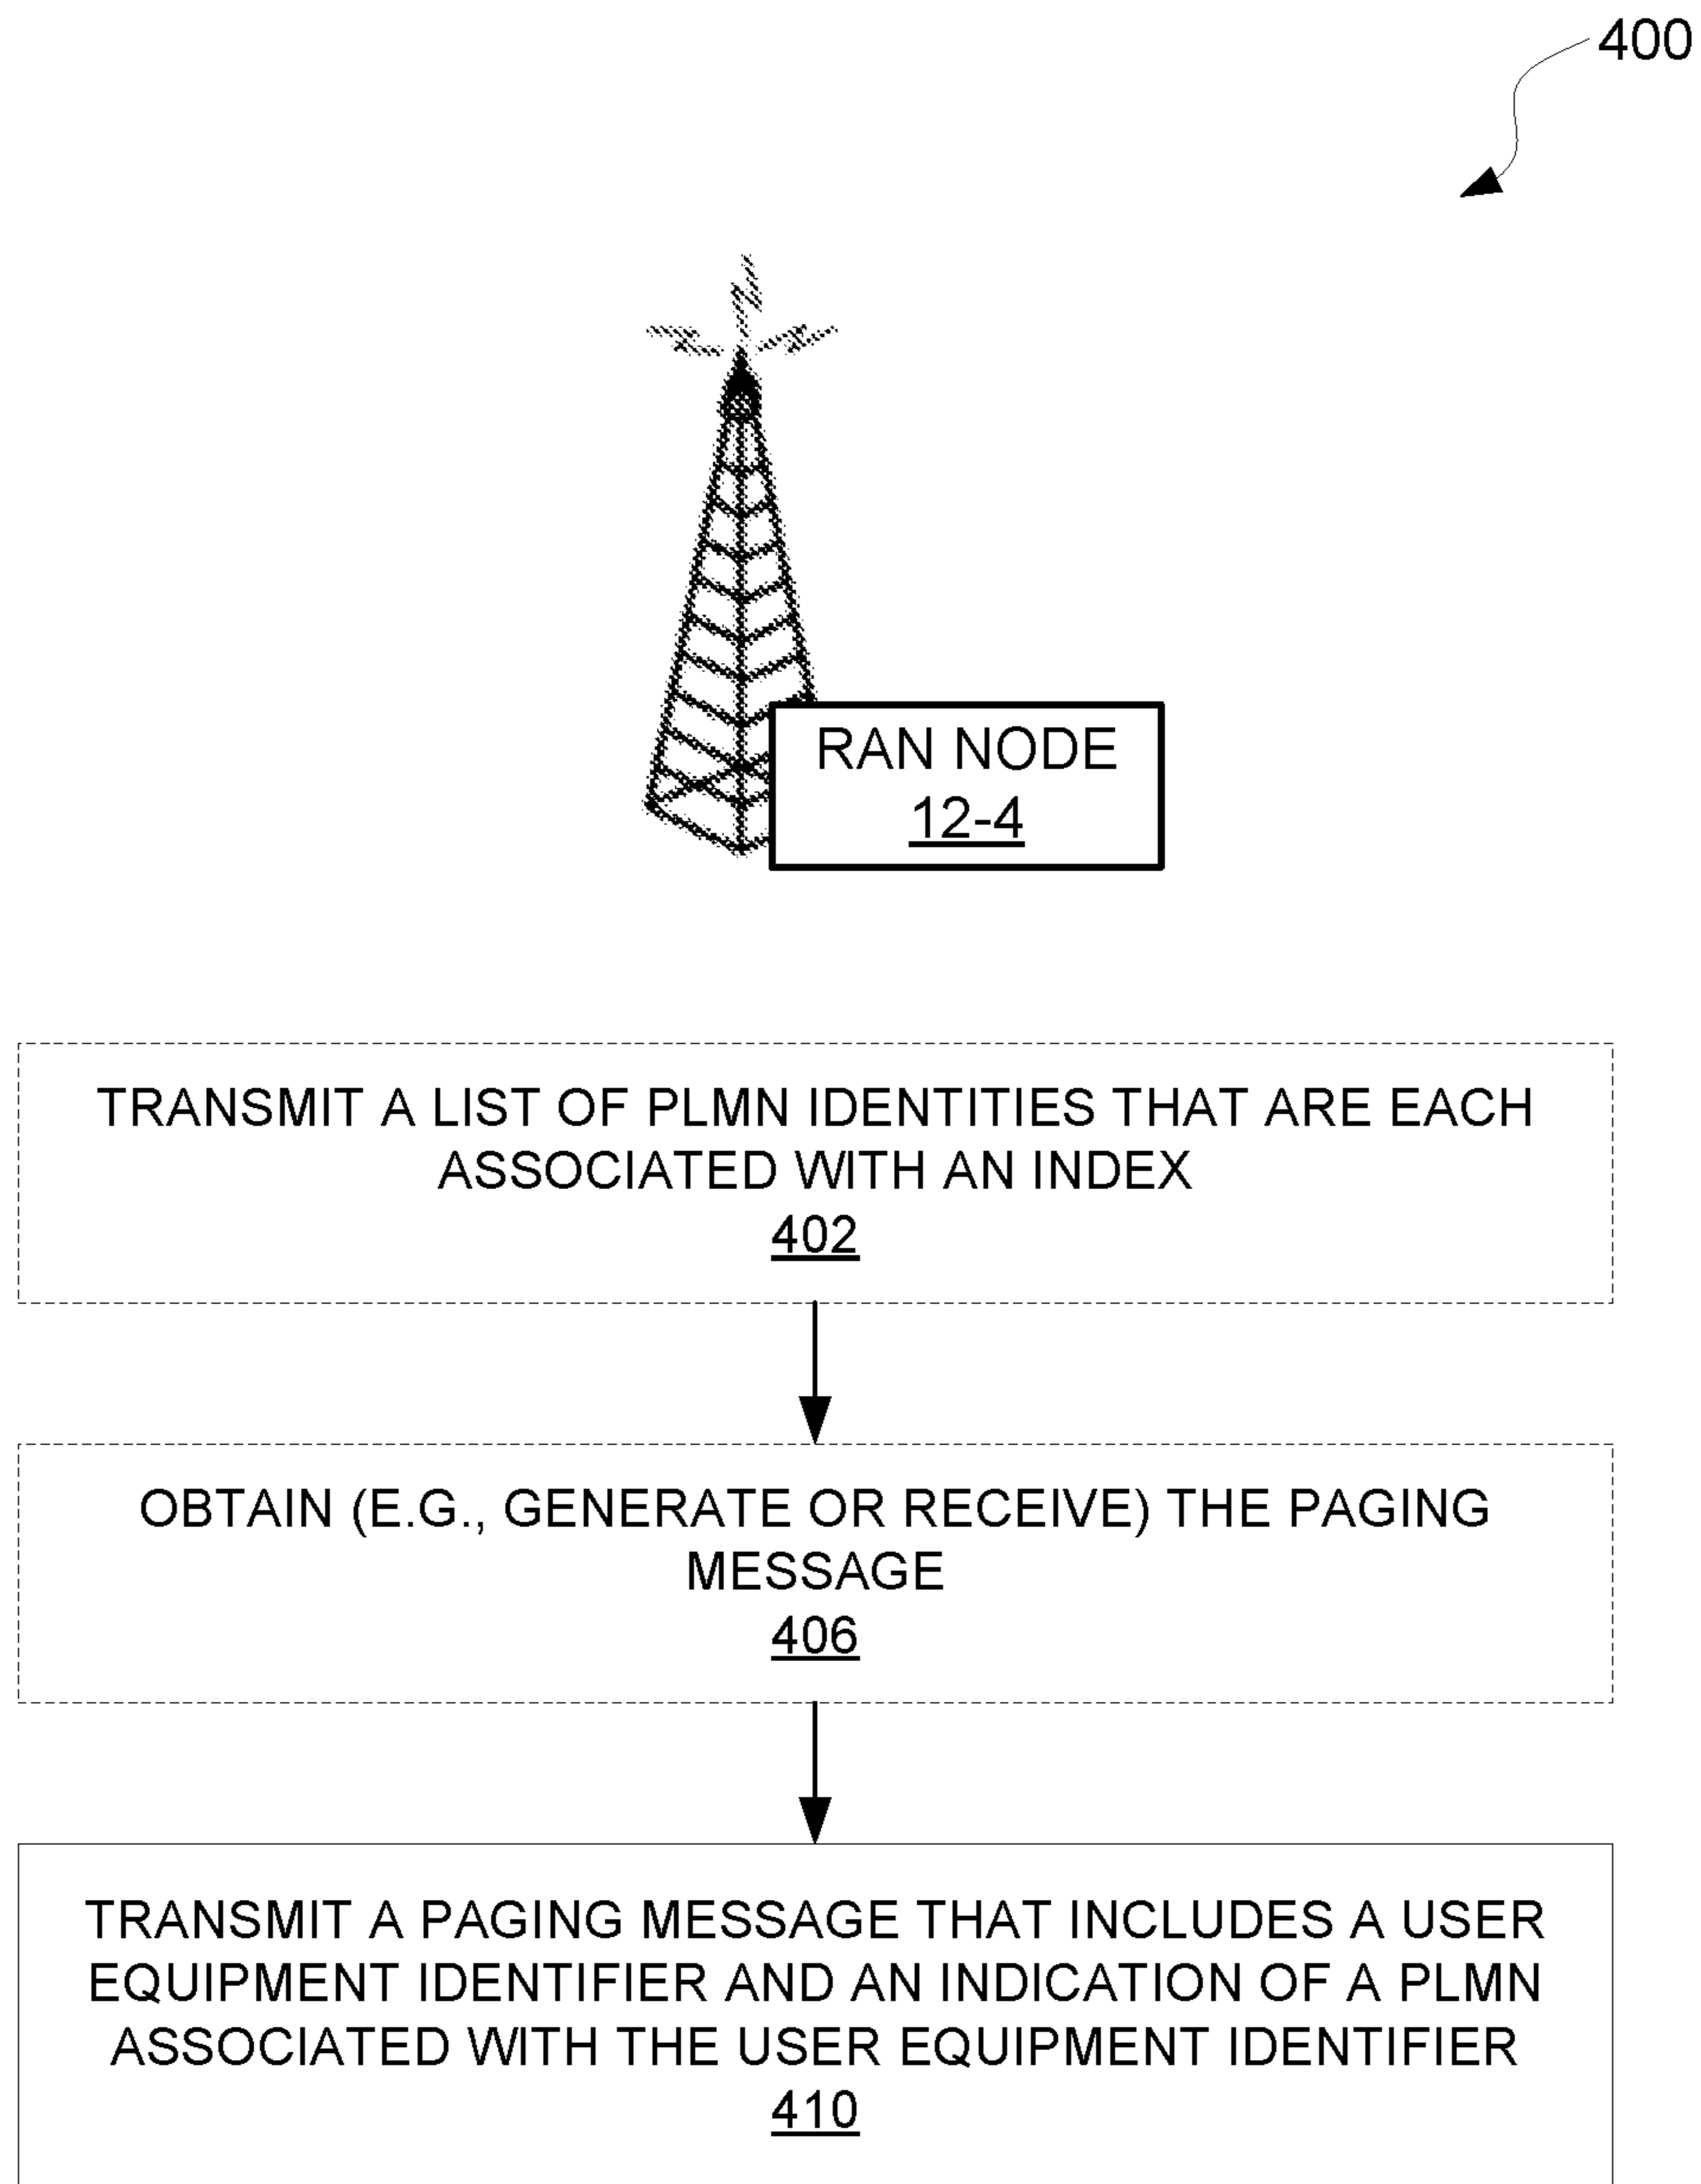 400
RAN NODE
12-4
TRANSMIT A LIST OF PLMN IDENTITIES THAT ARE EACH
ASSOCIATED WITH AN INDEX
402
OBTAIN (E.G., GENERATE OR RECEIVE) THE PAGING
MESSAGE
406
TRANSMIT A PAGING MESSAGE THAT INCLUDES A USER
EQUIPMENT IDENTIFIER AND AN INDICATION OF A PLMN
ASSOCIATED WITH THE USER EQUIPMENT IDENTIFIER
410